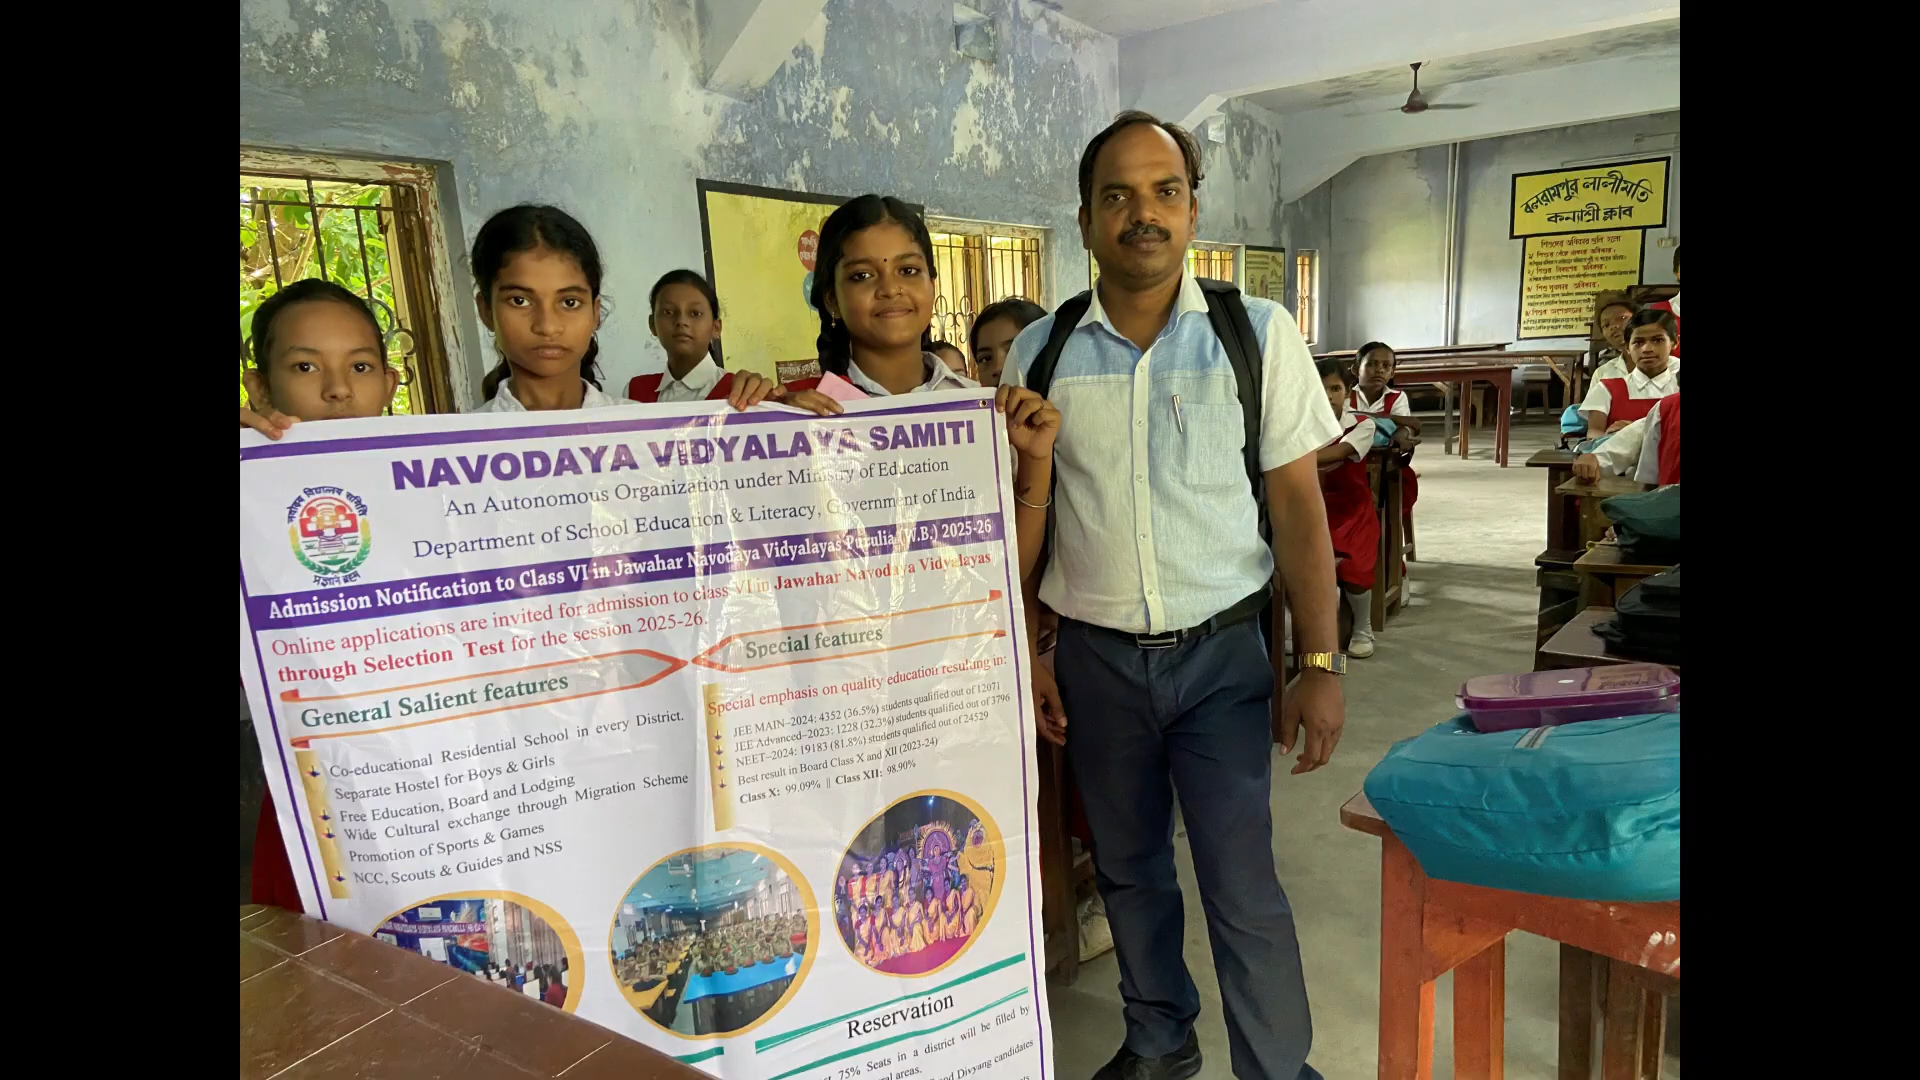 NAVODAYA VIDYALAYA SAMITI
An Autonomous Organization under Ministry of Education
Department of School Education & Literacy, Government of India
Admission Notification to Class VI in Jawahar Navodaya Vidyalayas Purulia (W.B.) 2025-26
Online applications are invited for admission to class VI in Jawahar Navodaya Vidyalayas
through Selection Test for the session 2025-26.
नवोदय विद्यालय समिति
प्रज्ञानं ब्रह्म
General Salient features
Co-educational Residential School in every District.
Separate Hostel for Boys & Girls
Free Education, Board and Lodging
Wide Cultural exchange through Migration Scheme
Promotion of Sports & Games
NCC, Scouts & Guides and NSS
Special features
Special emphasis on quality education resulting in:
JEE MAIN–2024: 4352 (36.5%) students qualified out of 12071
JEE Advanced–2023: 1228 (32.3%) students qualified out of 3796
NEET–2024: 19183 (81.8%) students qualified out of 24529
Best result in Board Class X and XII (2023-24)
Class X: 99.09% || Class XII: 98.90%
Reservation
75% Seats in a district will be filled by
areas.
and Divyang candidates
বলরামপুর লালীমতি
কন্যাশ্রী ক্লাব
শিশুদের অধিকার গুলি হলো